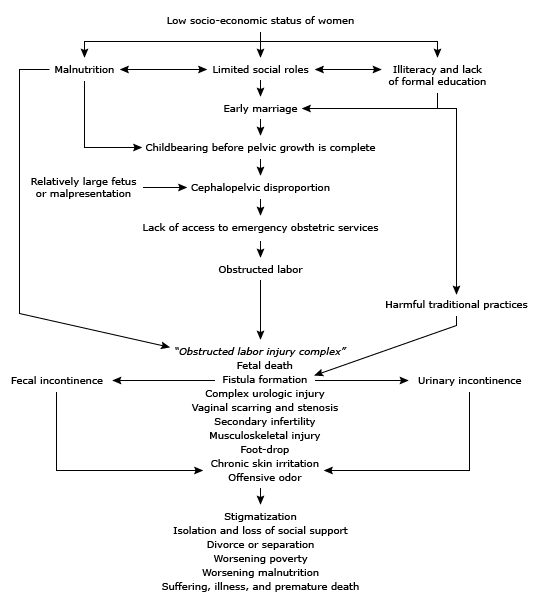 Low socio-economic status of women
Malnutrition
Limited social roles
Illiteracy and lack
of formal education
Early marriage
Childbearing before pelvic growth is complete
Relatively large fetus
or malpresentation
Cephalopelvic disproportion
Lack of access to emergency obstetric services
Obstructed labor
Harmful traditional practices
“Obstructed labor injury complex”
Fetal death
Fecal incontinence
Fistula formation
Urinary incontinence
Complex urologic injury
Vaginal scarring and stenosis
Secondary infertility
Musculoskeletal injury
Foot-drop
Chronic skin irritation
Offensive odor
Stigmatization
Isolation and loss of social support
Divorce or separation
Worsening poverty
Worsening malnutrition
Suffering, illness, and premature death